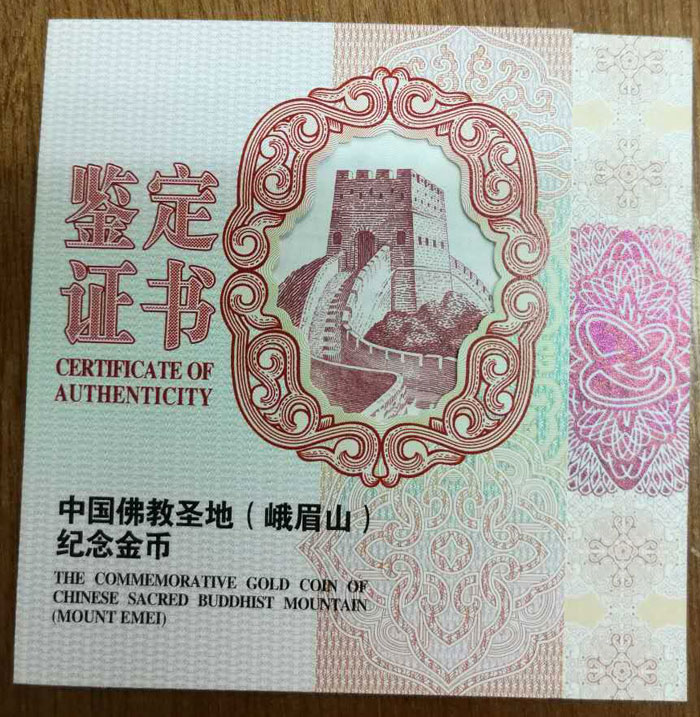 鉴定
证书
CERTIFICATE OF
AUTHENTICITY
中国佛教圣地（峨眉山）
纪念金币
THE COMMEMORATIVE GOLD COIN OF
CHINESE SACRED BUDDHIST MOUNTAIN
(MOUNT EMEI)